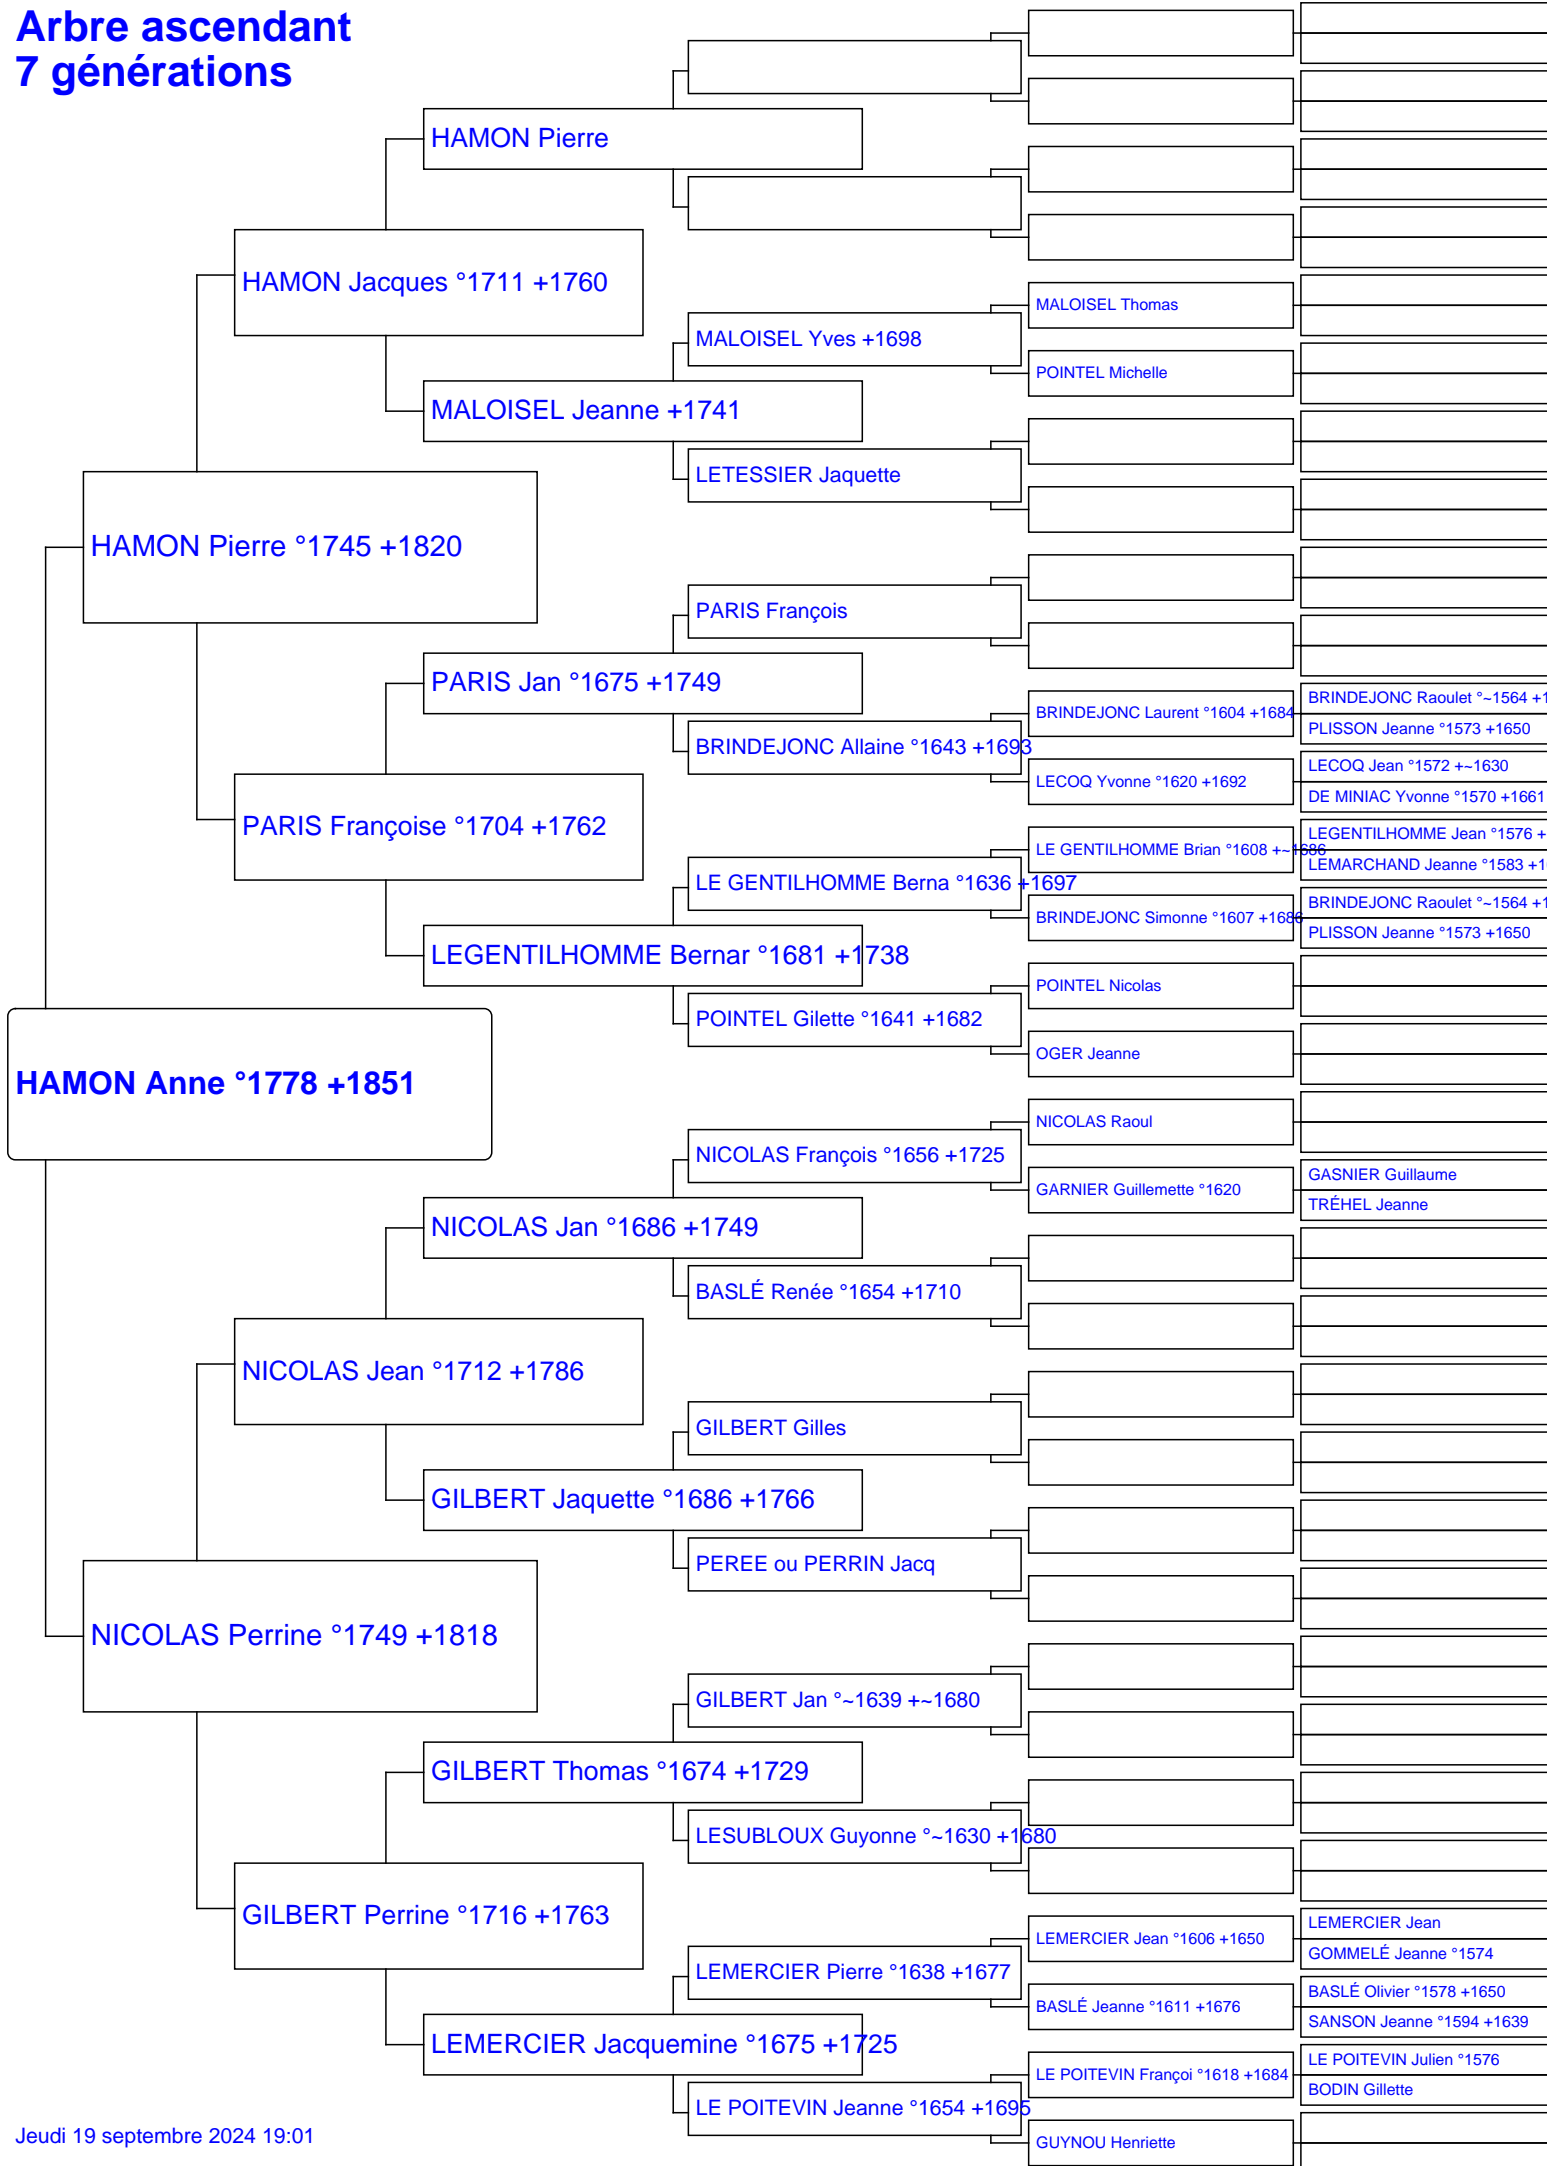 Arbre ascendant
7 générations
HAMON Pierre
HAMON Jacques °1711 +1760
MALOISEL Thomas
MALOISEL Yves +1698
POINTEL Michelle
MALOISEL Jeanne +1741
LETESSIER Jaquette
HAMON Pierre °1745 +1820
PARIS François
PARIS Jan °1675 +1749
BRINDEJONC Raoulet °~1564 +1
BRINDEJONC Laurent °1604 +1684
PLISSON Jeanne °1573 +1650
BRINDEJONC Allaine °1643 +1693
LECOQ Jean °1572 +~1630
LECOQ Yvonne °1620 +1692
DE MINIAC Yvonne °1570 +1661
PARIS Françoise °1704 +1762
LEGENTILHOMME Jean °1576 +
LE GENTILHOMME Brian °1608 +~1686
LEMARCHAND Jeanne °1583 +1
LE GENTILHOMME Berna °1636 +1697
BRINDEJONC Raoulet °~1564 +1
BRINDEJONC Simonne °1607 +1686
PLISSON Jeanne °1573 +1650
LEGENTILHOMME Bernar °1681 +1738
POINTEL Nicolas
POINTEL Gilette °1641 +1682
OGER Jeanne
HAMON Anne °1778 +1851
NICOLAS Raoul
NICOLAS François °1656 +1725
GASNIER Guillaume
GARNIER Guillemette °1620
TRÉHEL Jeanne
NICOLAS Jan °1686 +1749
BASLÉ Renée °1654 +1710
NICOLAS Jean °1712 +1786
GILBERT Gilles
GILBERT Jaquette °1686 +1766
PEREE ou PERRIN Jacq
NICOLAS Perrine °1749 +1818
GILBERT Jan °~1639 +~1680
GILBERT Thomas °1674 +1729
LESUBLOUX Guyonne °~1630 +1680
GILBERT Perrine °1716 +1763
LEMERCIER Jean
LEMERCIER Jean °1606 +1650
GOMMELÉ Jeanne °1574
LEMERCIER Pierre °1638 +1677
BASLÉ Olivier °1578 +1650
BASLÉ Jeanne °1611 +1676
SANSON Jeanne °1594 +1639
LEMERCIER Jacquemine °1675 +1725
LE POITEVIN Julien °1576
LE POITEVIN Françoi °1618 +1684
BODIN Gillette
LE POITEVIN Jeanne °1654 +1695
GUYNOU Henriette
Jeudi 19 septembre 2024 19:01